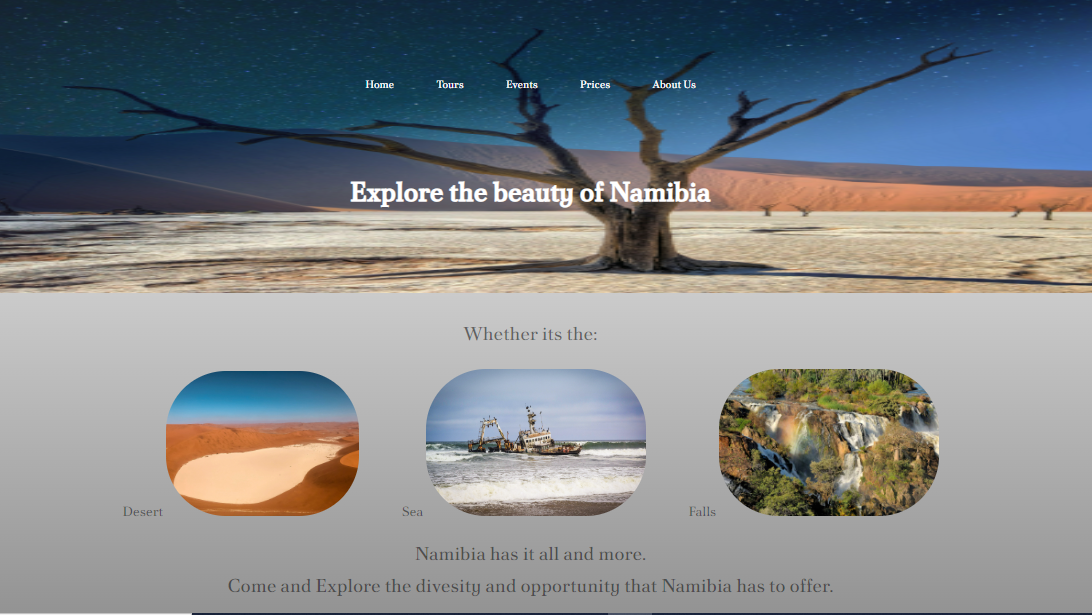 Home Tours Events Prices About Us
Explore the beauty of Namibia
Whether its the:
Desert Sea Falls
Namibia has it all and more.
Come and Explore the divesity and opportunity that Namibia has to offer.